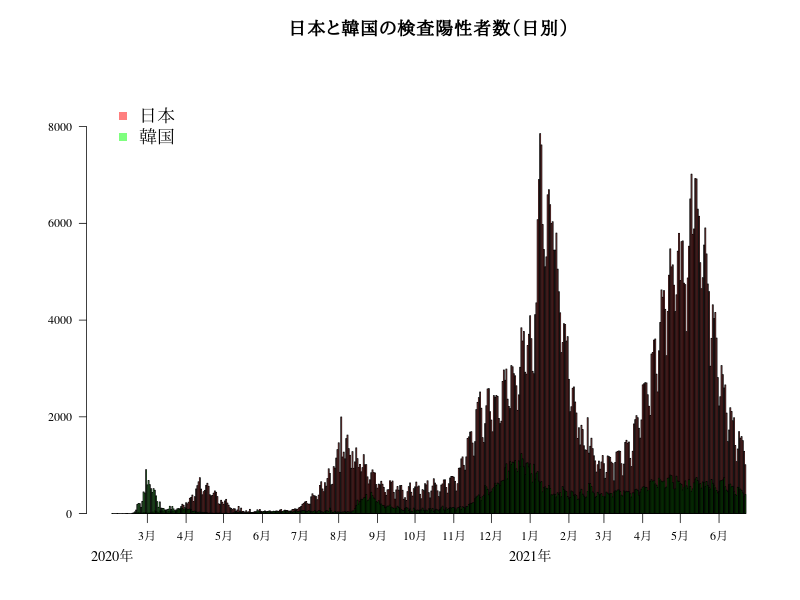 日本と韓国の検査陽性者数（日別）
日本
韓国
8000
6000
4000
2000
0
3月 4月 5月 6月 7月 8月 9月 10月 11月 12月 1月 2月 3月 4月 5月 6月
2020年 2021年